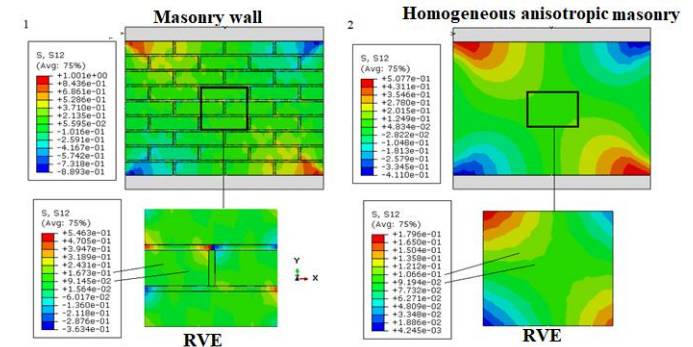 1
Masonry wall
S, S12
(Avg: 75%)
+1.001e+00
+8.436e-01
+6.861e-01
+5.286e-01
+3.710e-01
+2.135e-01
+5.595e-02
-1.016e-01
-2.591e-01
-4.167e-01
-5.742e-01
-7.318e-01
-8.893e-01
S, S12
(Avg: 75%)
+5.463e-01
+4.705e-01
+3.947e-01
+3.189e-01
+2.431e-01
+1.673e-01
+9.145e-02
+1.564e-02
-6.017e-02
-1.360e-01
-2.118e-01
-2.876e-01
-3.634e-01
Y
Z
X
RVE
2
Homogeneous anisotropic masonry
S, S12
(Avg: 75%)
+5.077e-01
+4.311e-01
+3.546e-01
+2.780e-01
+2.015e-01
+1.249e-01
+4.834e-02
-2.822e-02
-1.048e-01
-1.813e-01
-2.579e-01
-3.345e-01
-4.110e-01
S, S12
(Avg: 75%)
+1.796e-01
+1.650e-01
+1.504e-01
+1.358e-01
+1.212e-01
+1.066e-01
+9.194e-02
+7.732e-02
+6.271e-02
+4.809e-02
+3.348e-02
+1.886e-02
+4.245e-03
RVE